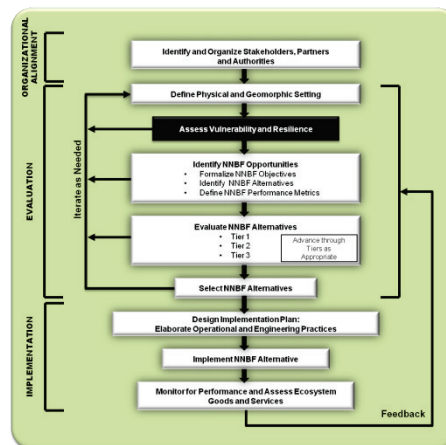 ORGANIZATIONAL
ALIGNMENT
Identify and Organize Stakeholders, Partners
and Authorities
EVALUATION
Iterate as Needed
Define Physical and Geomorphic Setting
Assess Vulnerability and Resilience
Identify NNBF Opportunities
• Formalize NNBF Objectives
• Identify NNBF Alternatives
• Define NNBF Performance Metrics
Evaluate NNBF Alternatives
• Tier 1
• Tier 2
• Tier 3
Advance through
Tiers as
Appropriate
Select NNBF Alternatives
IMPLEMENTATION
Design Implementation Plan:
Elaborate Operational and Engineering Practices
Implement NNBF Alternative
Monitor for Performance and Assess Ecosystem
Goods and Services
Feedback